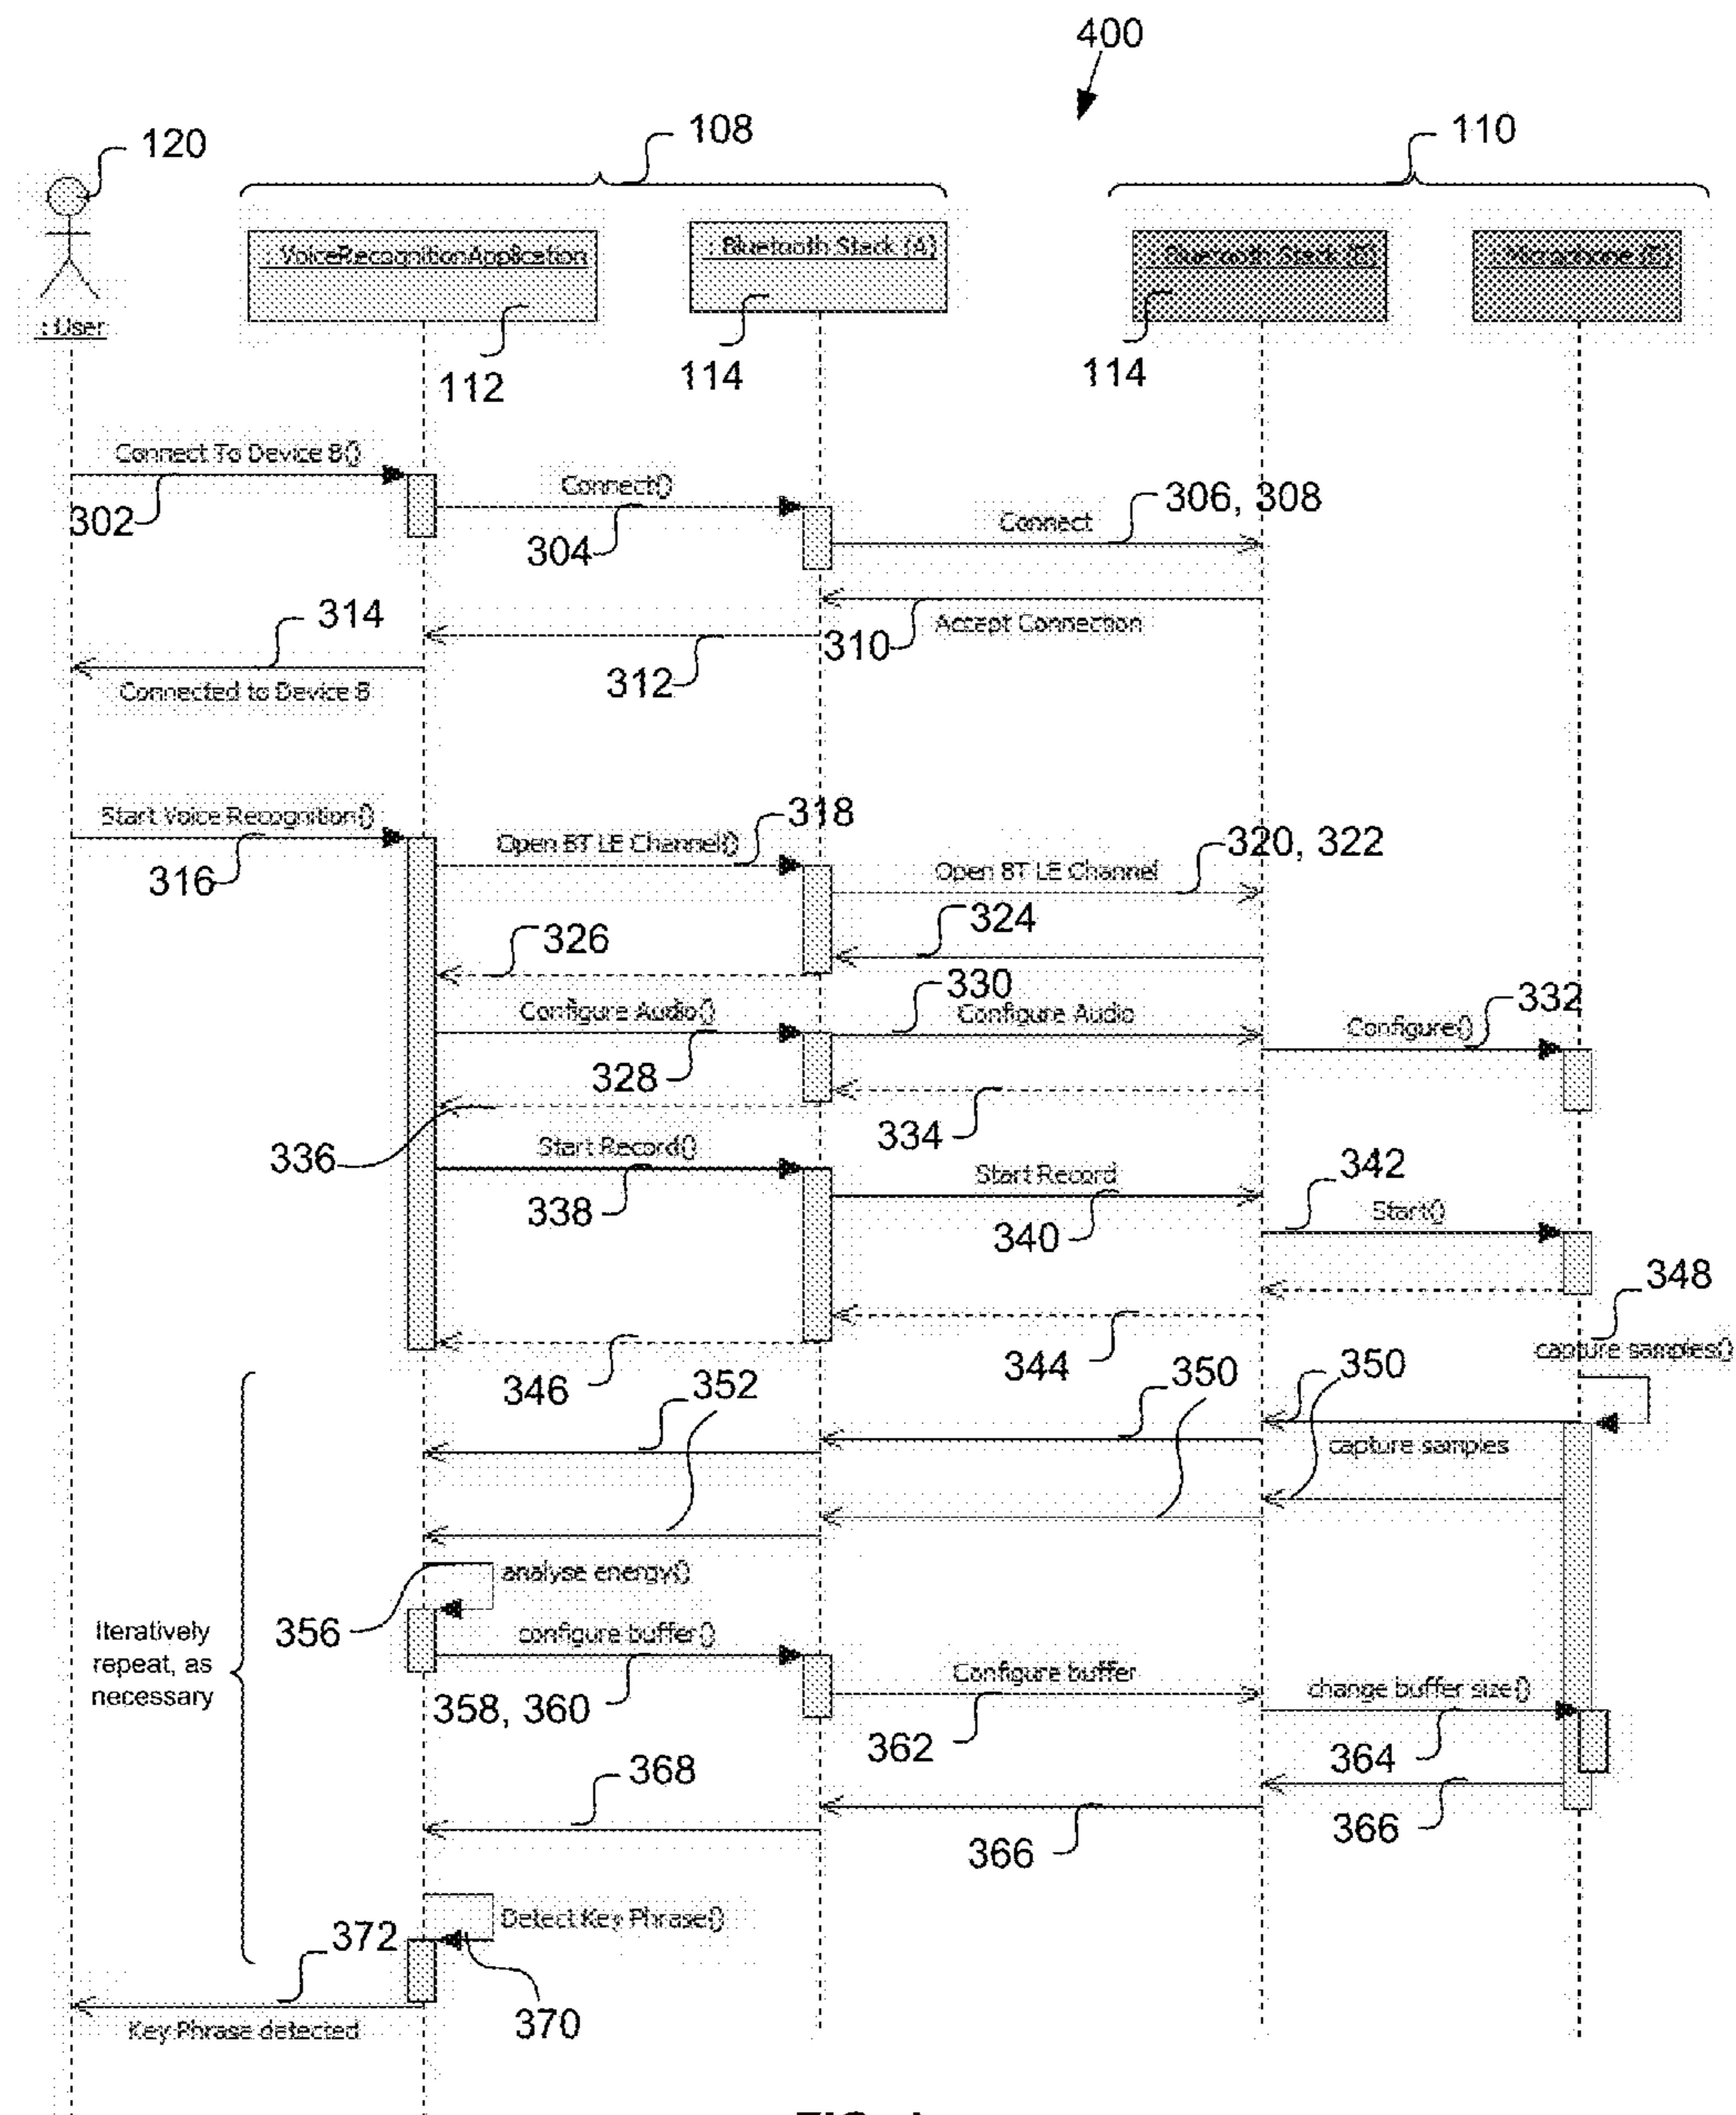 400
108
110
120
: VoiceRecognitionApplication
: Bluetooth Stack (A)
: Bluetooth Stack (B)
: User
112
114
114
Connect To Device B()
302
Connect()
304
306, 308
Connect
314
310
Accept Connection
312
Connected to Device B
Start Voice Recognition()
316
318
Open BT LE Channel()
320, 322
Open BT LE Channel
324
326
330
Configure Audio()
Configure Audio
332
Configure()
328
334
336
Start Record()
338
Start Record
340
342
Start()
348
capture samples()
346
344
352
350
350
capture samples
analyse energy()
356
Iteratively
repeat, as
necessary
configure buffer()
358, 360
Configure buffer
362
change buffer size()
364
368
366
366
Detect Key Phrase()
372
370
Key Phrase detected